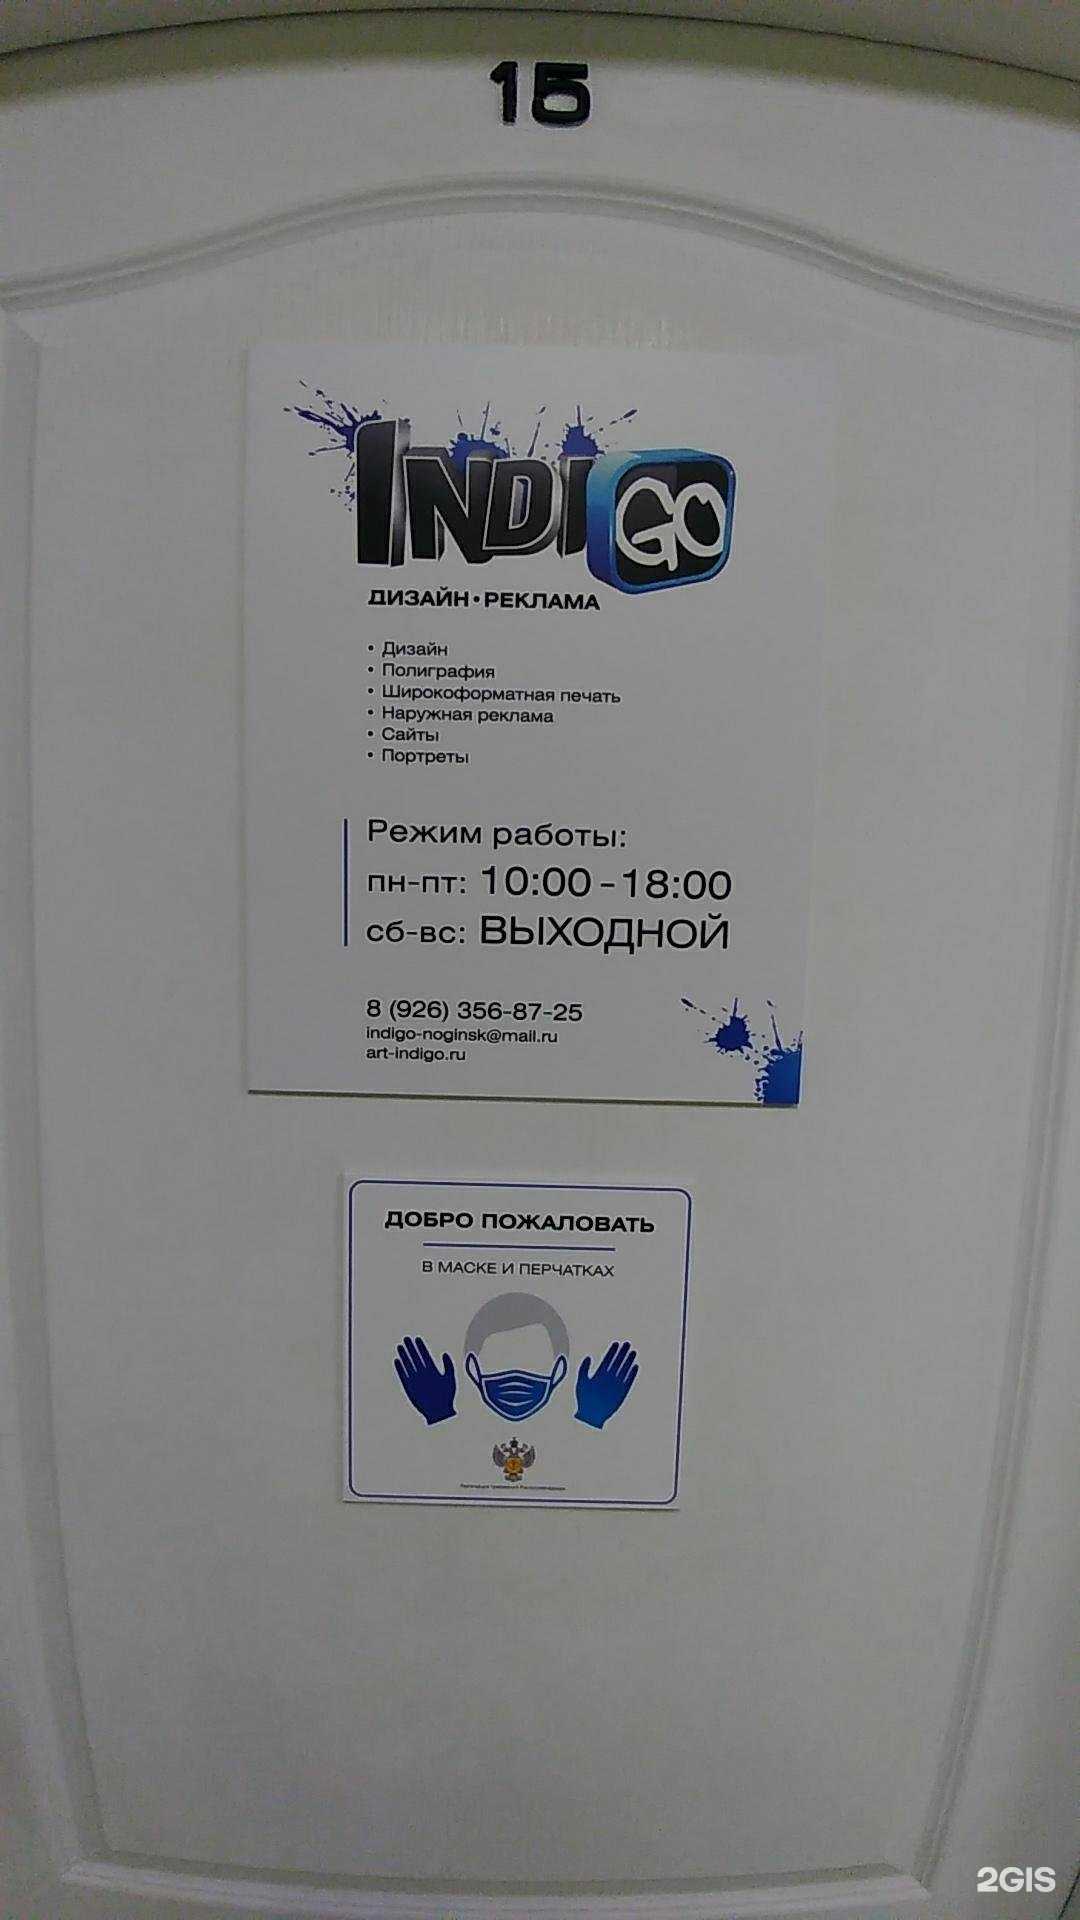 15
INDIGO
ДИЗАЙН•РЕКЛАМА
• Дизайн
• Полиграфия
• Широкоформатная печать
• Наружная реклама
• Сайты
• Портреты
Режим работы:
пн-пт: 10:00-18:00
сб-вс: ВЫХОДНОЙ
8 (926) 356-87-25
indigo-noginsk@mail.ru
art-indigo.ru
ДОБРО ПОЖАЛОВАТЬ
В МАСКЕ И ПЕРЧАТКАХ
2GIS